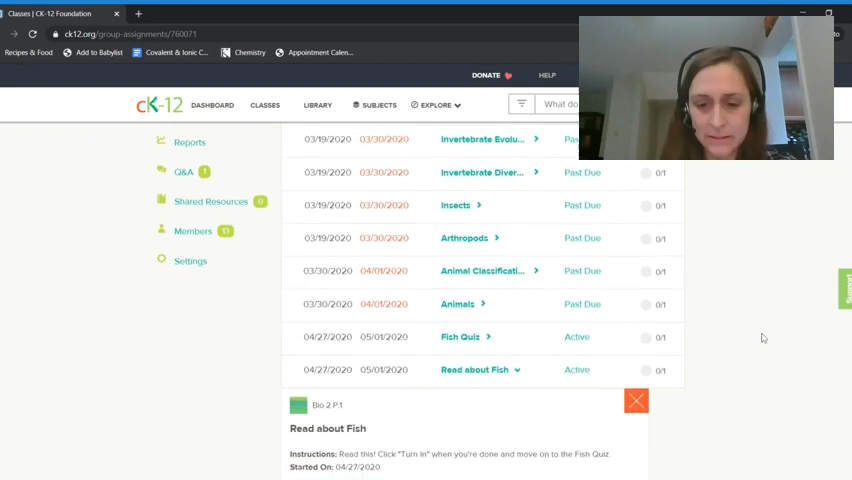 Classes | CK-12 Foundation
ck12.org/group-assignments/760071
Recipes & Food Add to Babylist Covalent & Ionic C... Chemistry Appointment Calen...
DONATE HELP
cK-12 DASHBOARD CLASSES LIBRARY SUBJECTS EXPLORE What do
Reports
Q&A 1
Shared Resources 0
Members 13
Settings
03/19/2020 03/30/2020 Invertebrate Evolu... Pas
03/19/2020 03/30/2020 Invertebrate Diver... Past Due 0/1
03/19/2020 03/30/2020 Insects Past Due 0/1
03/19/2020 03/30/2020 Arthropods Past Due 0/1
03/30/2020 04/01/2020 Animal Classificati... Past Due 0/1
03/30/2020 04/01/2020 Animals Past Due 0/1
04/27/2020 05/01/2020 Fish Quiz Active 0/1
04/27/2020 05/01/2020 Read about Fish Active 0/1
Bio 2 P.1
Read about Fish
Instructions: Read this! Click "Turn In" when you're done and move on to the Fish Quiz.
Started On: 04/27/2020
Support